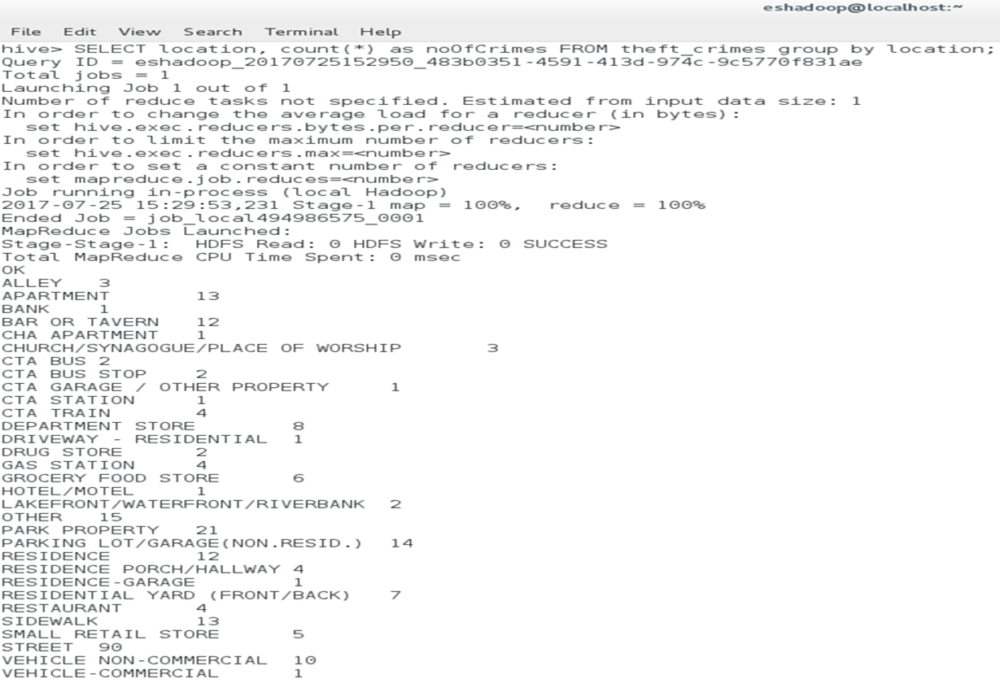 eshadoop@localhost:~
File Edit View Search Terminal Help
hive> SELECT location, count(*) as noOfCrimes FROM theft_crimes group by location;
Query ID = eshadoop_20170725152950_483b0351-4591-413d-974c-9c5770f831ae
Total jobs = 1
Launching Job 1 out of 1
Number of reduce tasks not specified. Estimated from input data size: 1
In order to change the average load for a reducer (in bytes):
  set hive.exec.reducers.bytes.per.reducer=<number>
In order to limit the maximum number of reducers:
  set hive.exec.reducers.max=<number>
In order to set a constant number of reducers:
  set mapreduce.job.reduces=<number>
Job running in-process (local Hadoop)
2017-07-25 15:29:53,231 Stage-1 map = 100%,  reduce = 100%
Ended Job = job_local494986575_0001
MapReduce Jobs Launched:
Stage-Stage-1:  HDFS Read: 0 HDFS Write: 0 SUCCESS
Total MapReduce CPU Time Spent: 0 msec
OK
ALLEY 3
APARTMENT 13
BANK 1
BAR OR TAVERN 12
CHA APARTMENT 1
CHURCH/SYNAGOGUE/PLACE OF WORSHIP 3
CTA BUS 2
CTA BUS STOP 2
CTA GARAGE / OTHER PROPERTY 1
CTA STATION 1
CTA TRAIN 4
DEPARTMENT STORE 8
DRIVEWAY - RESIDENTIAL 1
DRUG STORE 2
GAS STATION 4
GROCERY FOOD STORE 6
HOTEL/MOTEL 1
LAKEFRONT/WATERFRONT/RIVERBANK 2
OTHER 15
PARK PROPERTY 21
PARKING LOT/GARAGE(NON.RESID.) 14
RESIDENCE 12
RESIDENCE PORCH/HALLWAY 4
RESIDENCE-GARAGE 1
RESIDENTIAL YARD (FRONT/BACK) 7
RESTAURANT 4
SIDEWALK 13
SMALL RETAIL STORE 5
STREET 90
VEHICLE NON-COMMERCIAL 10
VEHICLE-COMMERCIAL 1